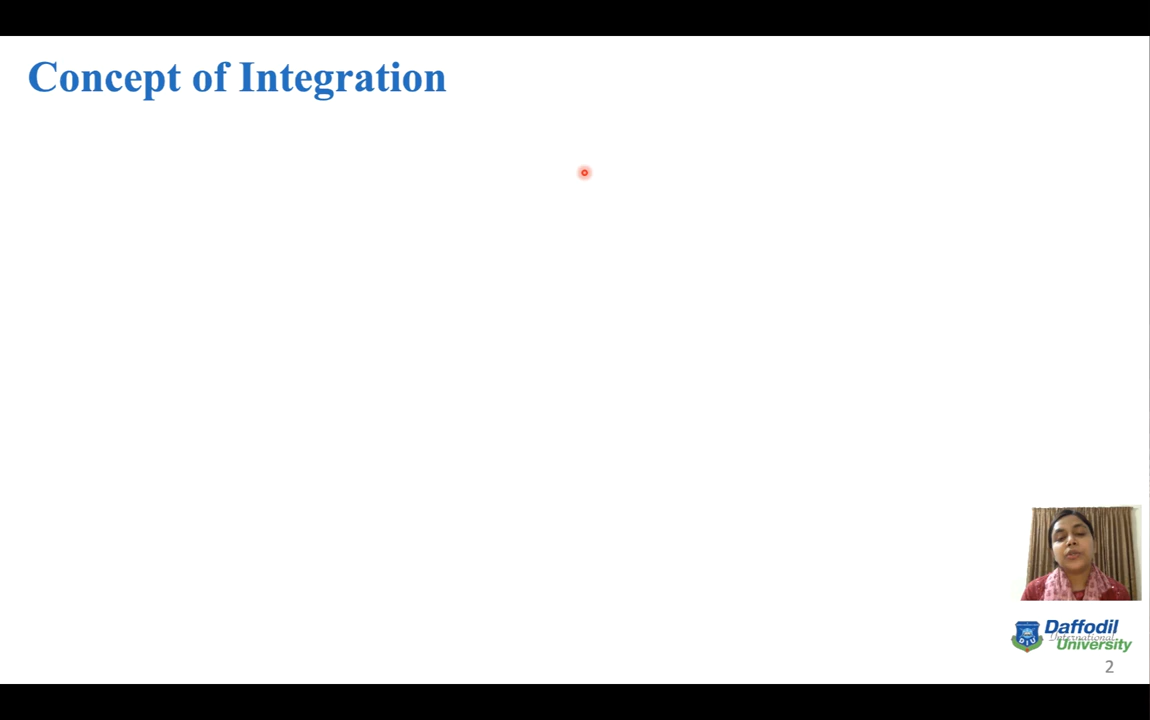 Concept of Integration
Daffodil
International
University
2